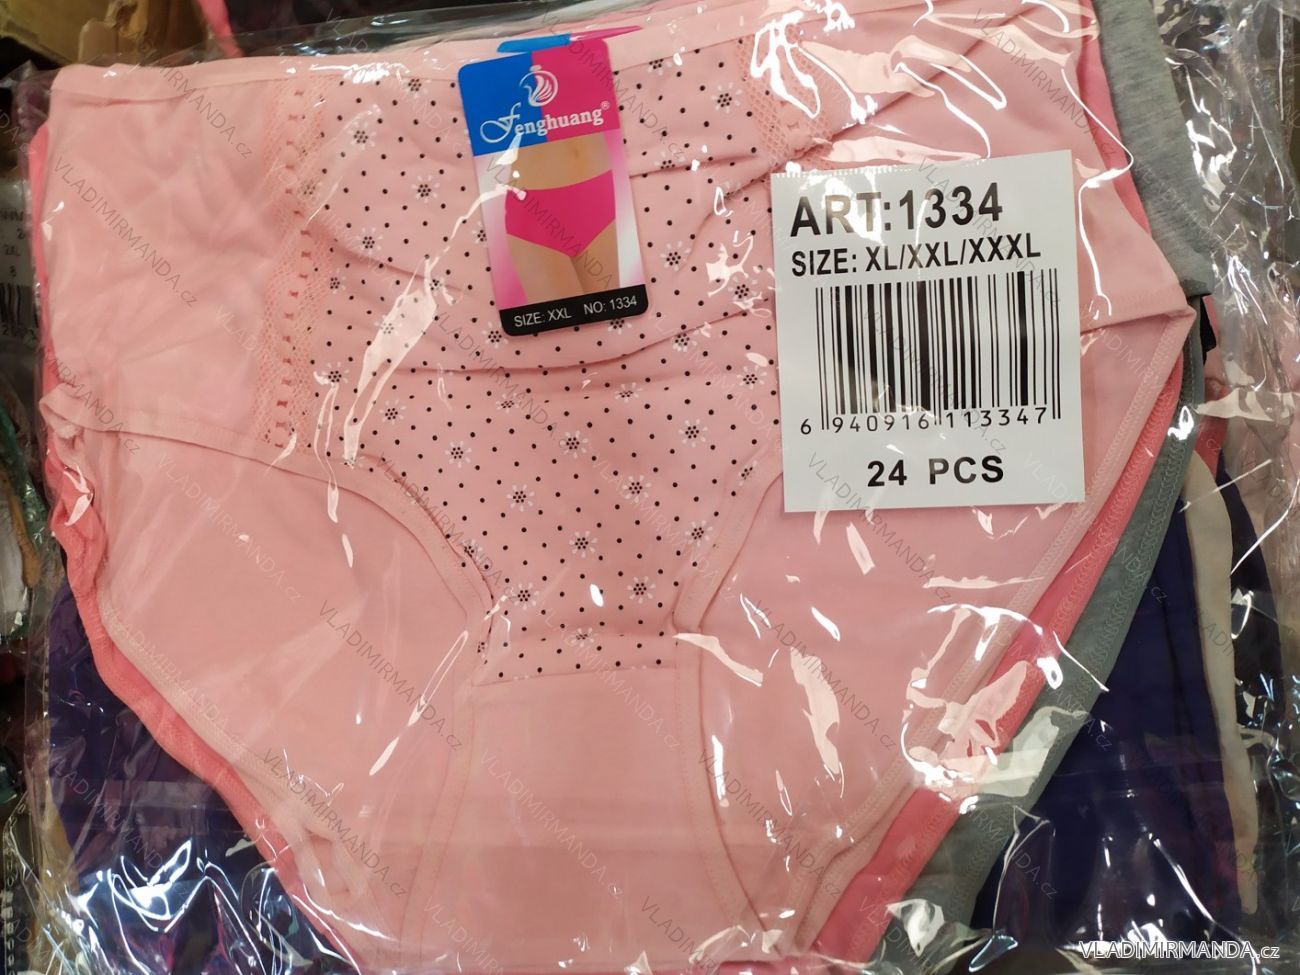 Fenghuang®
SIZE: XXL NO: 1334
ART:1334
SIZE: XL/XXL/XXXL
6 940916 113347
24 PCS
VLADIMIRMANDA.cz